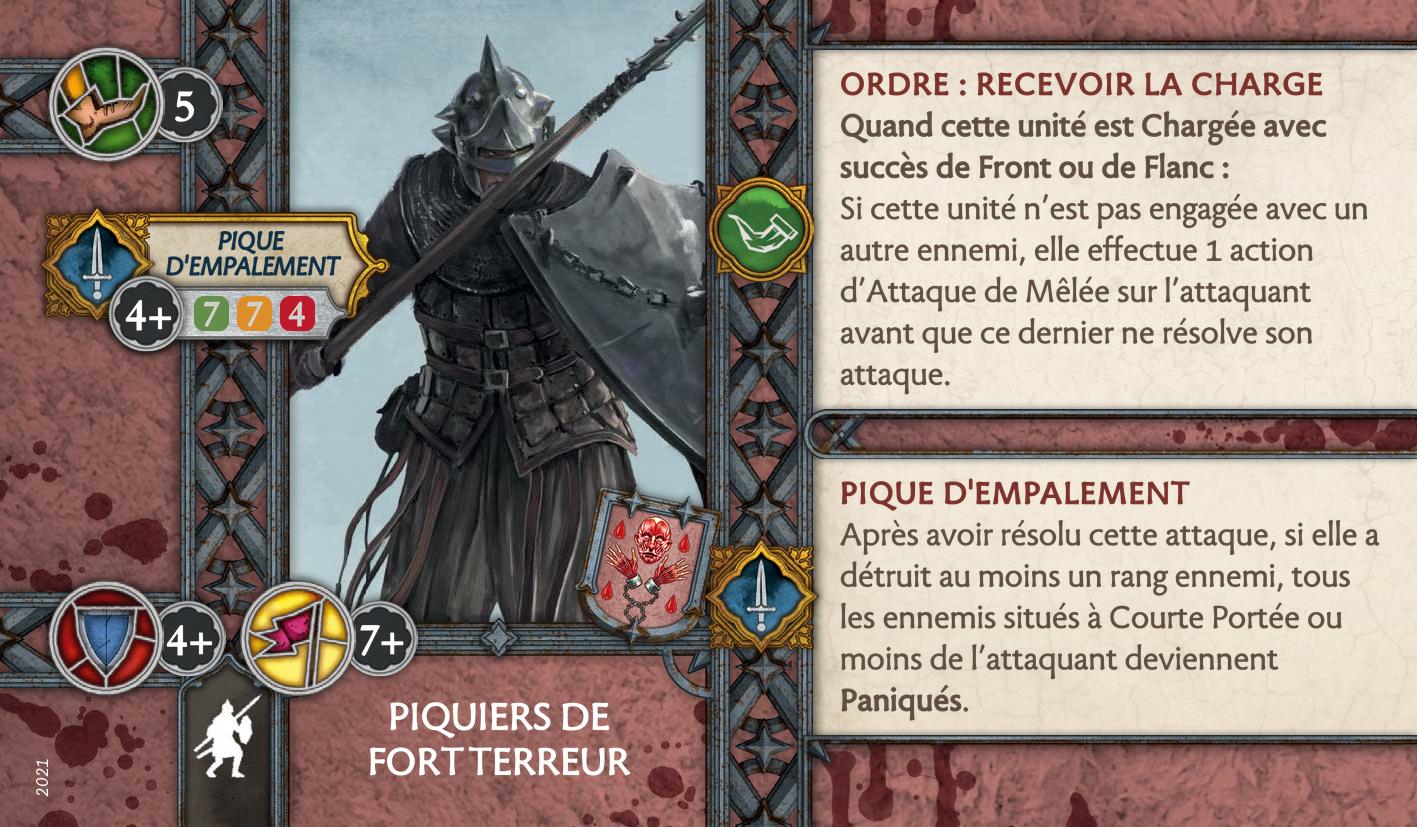 5
PIQUE
D'EMPALEMENT
4+ 7 7 4
4+ 7+
PIQUIERS DE
FORTTERREUR
2021
ORDRE : RECEVOIR LA CHARGE
Quand cette unité est Chargée avec
succès de Front ou de Flanc :
Si cette unité n’est pas engagée avec un
autre ennemi, elle effectue 1 action
d’Attaque de Mêlée sur l’attaquant
avant que ce dernier ne résolve son
attaque.
PIQUE D'EMPALEMENT
Après avoir résolu cette attaque, si elle a
détruit au moins un rang ennemi, tous
les ennemis situés à Courte Portée ou
moins de l’attaquant deviennent
Paniqués.